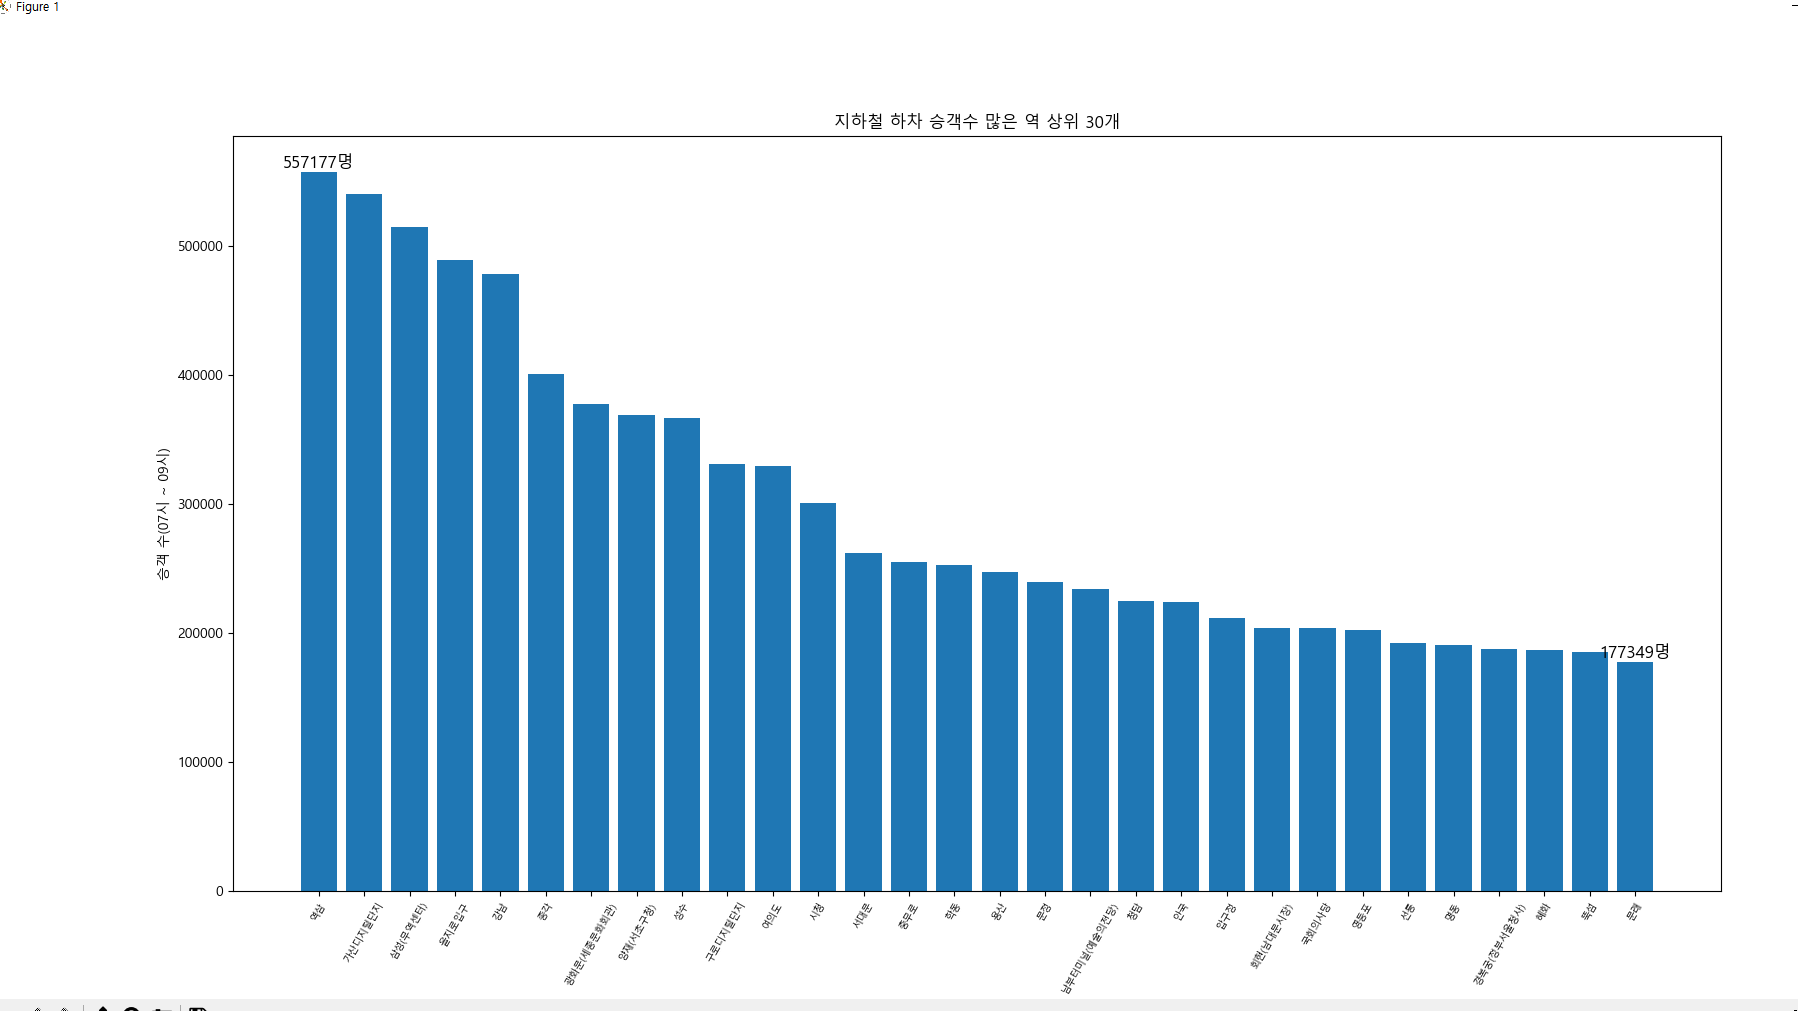 Figure 1
지하철 하차 승객수 많은 역 상위 30개
557177명
177349명
승객 수(07시 ~ 09시)
500000
400000
300000
200000
100000
0
역삼
가산디지털단지
삼성(무역센터)
을지로입구
강남
종각
광화문(세종문화회관)
양재(서초구청)
성수
구로디지털단지
여의도
시청
서대문
충무로
학동
용산
문정
남부터미널(예술의전당)
청담
안국
압구정
회현(남대문시장)
국회의사당
영등포
선릉
명동
경복궁(정부서울청사)
혜화
뚝섬
문래